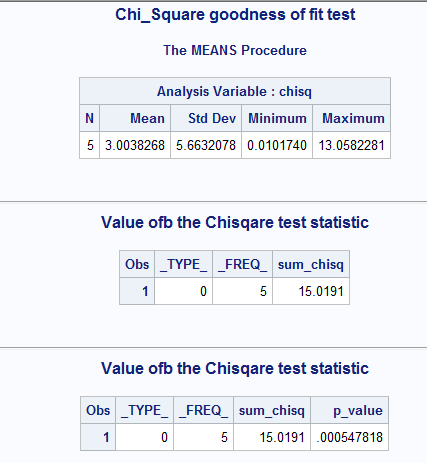 Chi_Square goodness of fit test
The MEANS Procedure
Analysis Variable : chisq
N Mean Std Dev Minimum Maximum
5 3.0038268 5.6632078 0.0101740 13.0582281
Value ofb the Chisqare test statistic
Obs _TYPE_ _FREQ_ sum_chisq
1 0 5 15.0191
Value ofb the Chisqare test statistic
Obs _TYPE_ _FREQ_ sum_chisq p_value
1 0 5 15.0191 .000547818